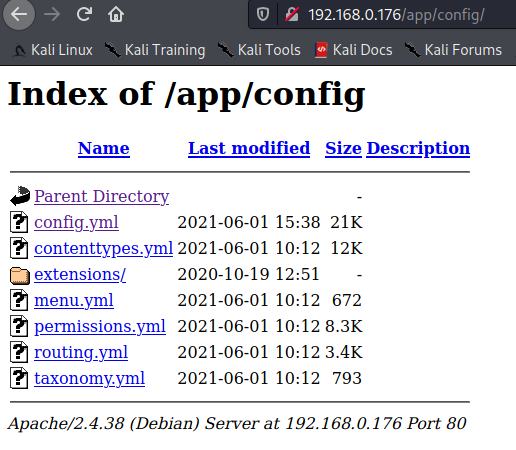 192.168.0.176/app/config/
Kali Linux Kali Training Kali Tools Kali Docs Kali Forums
Index of /app/config
Name Last modified Size Description
Parent Directory -
config.yml 2021-06-01 15:38 21K
contenttypes.yml 2021-06-01 10:12 12K
extensions/ 2020-10-19 12:51 -
menu.yml 2021-06-01 10:12 672
permissions.yml 2021-06-01 10:12 8.3K
routing.yml 2021-06-01 10:12 3.4K
taxonomy.yml 2021-06-01 10:12 793
Apache/2.4.38 (Debian) Server at 192.168.0.176 Port 80